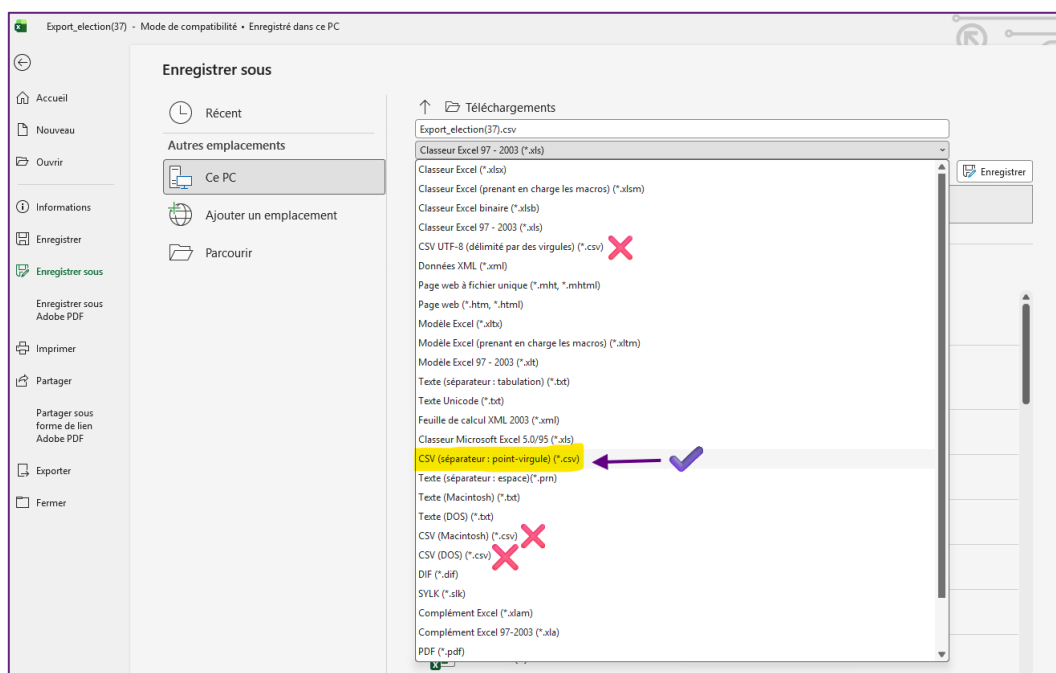 Export_election(37) - Mode de compatibilité • Enregistré dans ce PC
Accueil
Nouveau
Ouvrir
Informations
Enregistrer
Enregistrer sous
Enregistrer sous
Adobe PDF
Imprimer
Partager
Partager sous
forme de lien
Adobe PDF
Exporter
Fermer
Enregistrer sous
Récent
Autres emplacements
Ce PC
Ajouter un emplacement
Parcourir
Téléchargements
Export_election(37).csv
Classeur Excel 97 - 2003 (*.xls)
Enregistrer
Classeur Excel (*.xlsx)
Classeur Excel (prenant en charge les macros) (*.xlsm)
Classeur Excel binaire (*.xlsb)
Classeur Excel 97 - 2003 (*.xls)
CSV UTF-8 (délimité par des virgules) (*.csv)
Données XML (*.xml)
Page web à fichier unique (*.mht, *.mhtml)
Page web (*.htm, *.html)
Modèle Excel (*.xltx)
Modèle Excel (prenant en charge les macros) (*.xltm)
Modèle Excel 97 - 2003 (*.xlt)
Texte (séparateur : tabulation) (*.txt)
Texte Unicode (*.txt)
Feuille de calcul XML 2003 (*.xml)
Classeur Microsoft Excel 5.0/95 (*.xls)
CSV (séparateur : point-virgule) (*.csv)
Texte (séparateur : espace)(*.prn)
Texte (Macintosh) (*.txt)
Texte (DOS) (*.txt)
CSV (Macintosh) (*.csv)
CSV (DOS) (*.csv)
DIF (*.dif)
SYLK (*.slk)
Complément Excel (*.xlam)
Complément Excel 97-2003 (*.xla)
PDF (*.pdf)